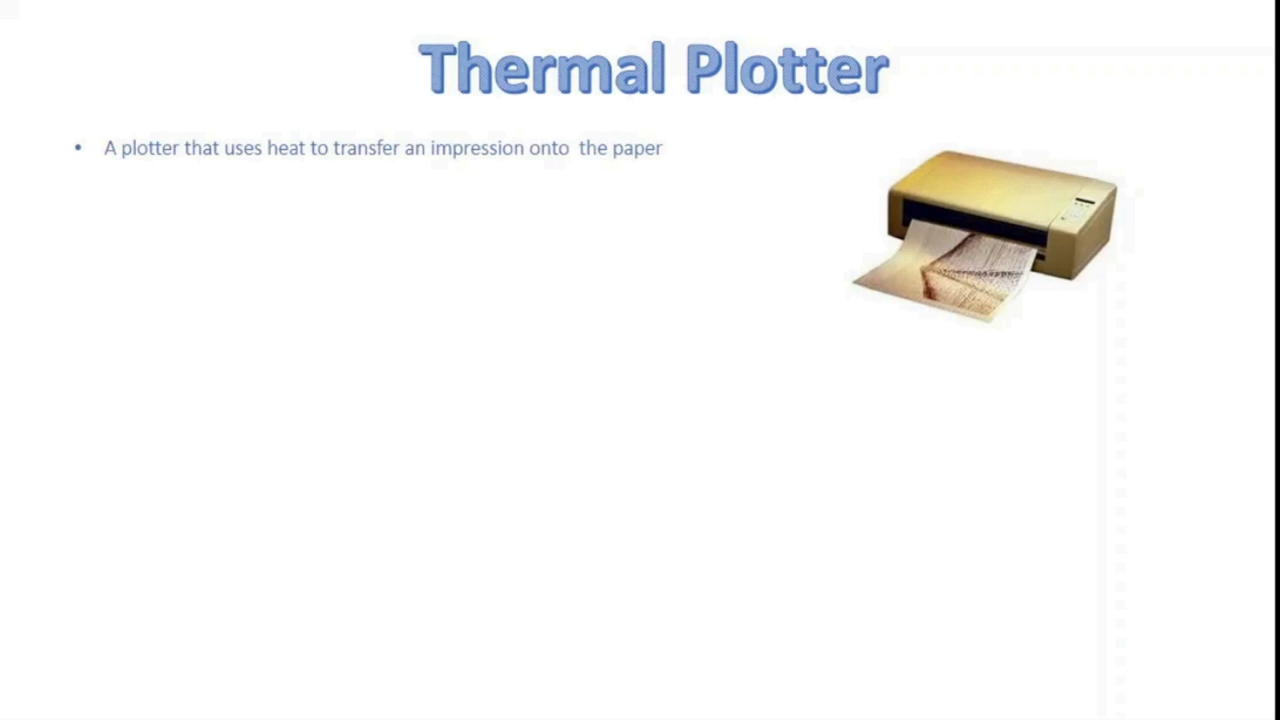 Thermal Plotter
• A plotter that uses heat to transfer an impression onto  the paper